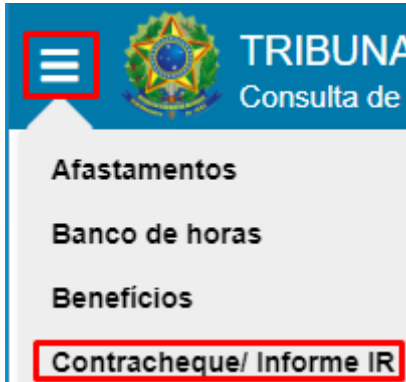 TRIBUNA
Consulta de
Afastamentos
Banco de horas
Benefícios
Contracheque/ Informe IR